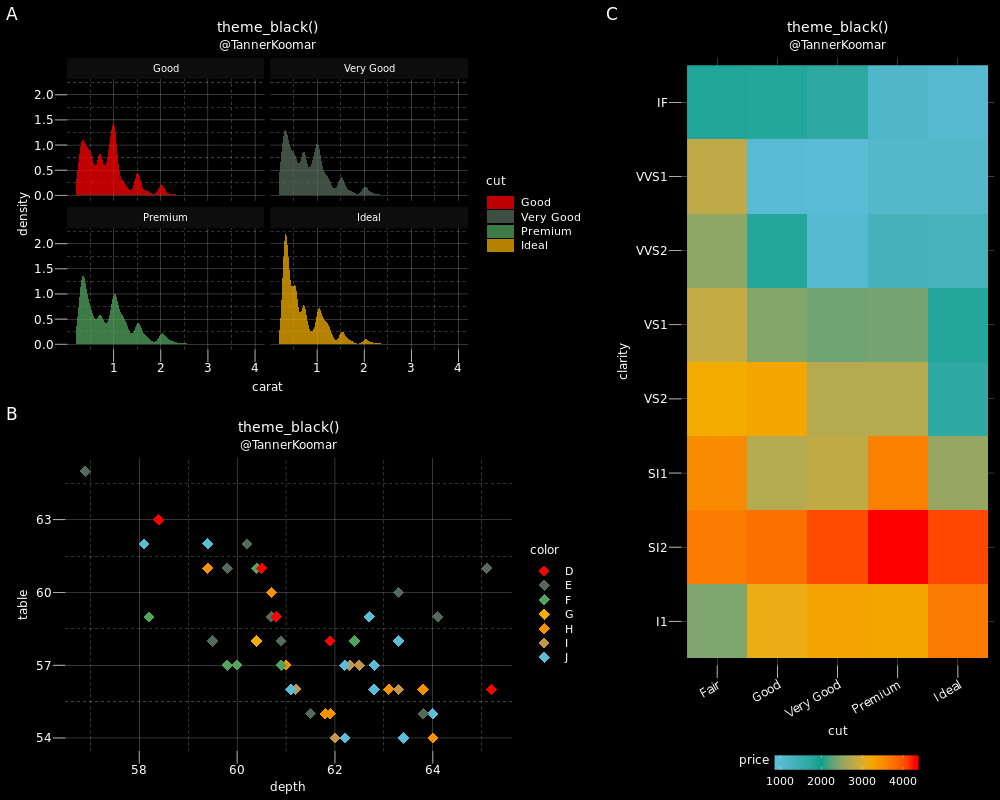 A
theme_black()
@TannerKoomar
Good
Very Good
2.0
1.5
1.0
0.5
0.0
Premium
Ideal
2.0
1.5
1.0
0.5
0.0
density
1 2 3 4 1 2 3 4
carat
cut
Good
Very Good
Premium
Ideal
B
theme_black()
@TannerKoomar
63
60
57
54
table
58 60 62 64
depth
color
D
E
F
G
H
I
J
C
theme_black()
@TannerKoomar
IF
VVS1
VVS2
VS1
VS2
SI1
SI2
I1
clarity
Fair
Good
Very Good
Premium
Ideal
cut
price
1000 2000 3000 4000